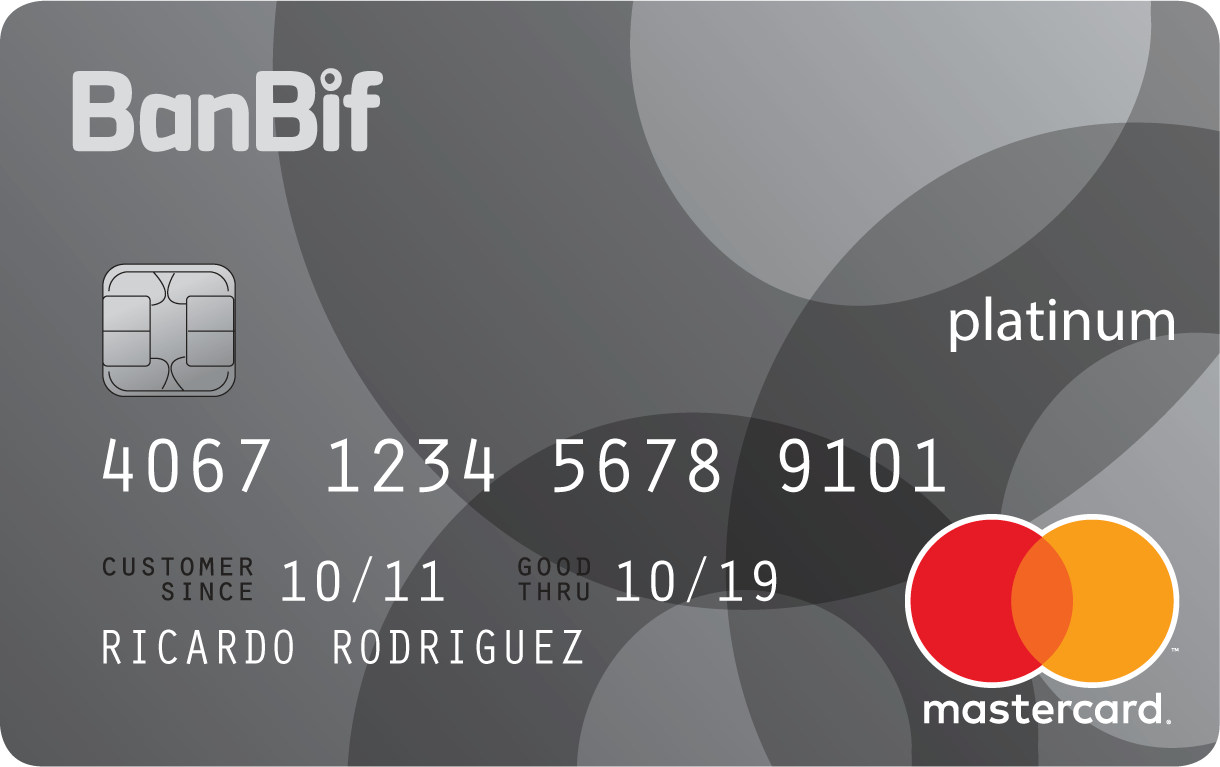 BanBif
platinum
4067 1234 5678 9101
CUSTOMER SINCE 10/11 GOOD THRU 10/19
RICARDO RODRIGUEZ
mastercard.